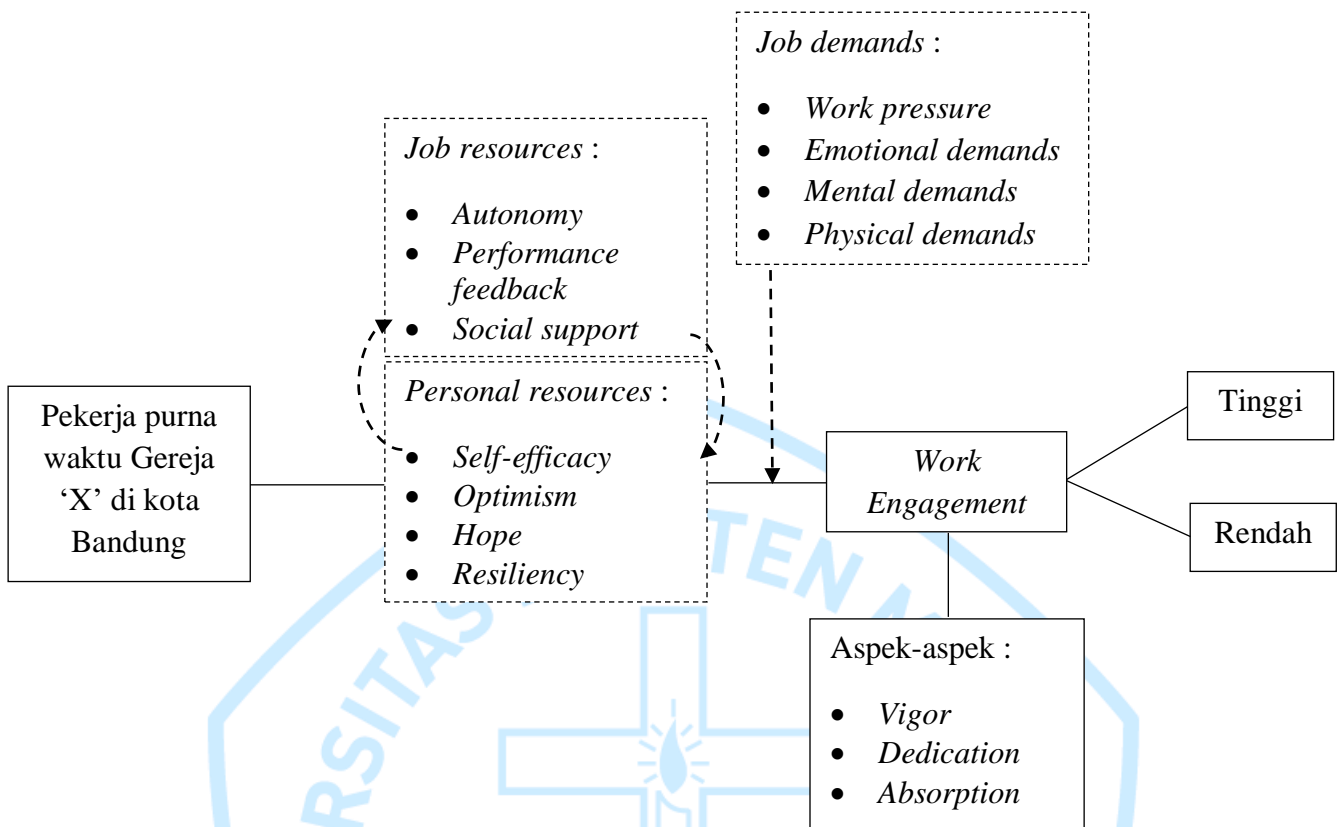 Job demands :
• Work pressure
• Emotional demands
• Mental demands
• Physical demands
Job resources :
• Autonomy
• Performance
feedback
• Social support
Personal resources :
• Self-efficacy
• Optimism
• Hope
• Resiliency
Pekerja purna
waktu Gereja
‘X’ di kota
Bandung
Work
Engagement
Tinggi
Rendah
Aspek-aspek :
• Vigor
• Dedication
• Absorption